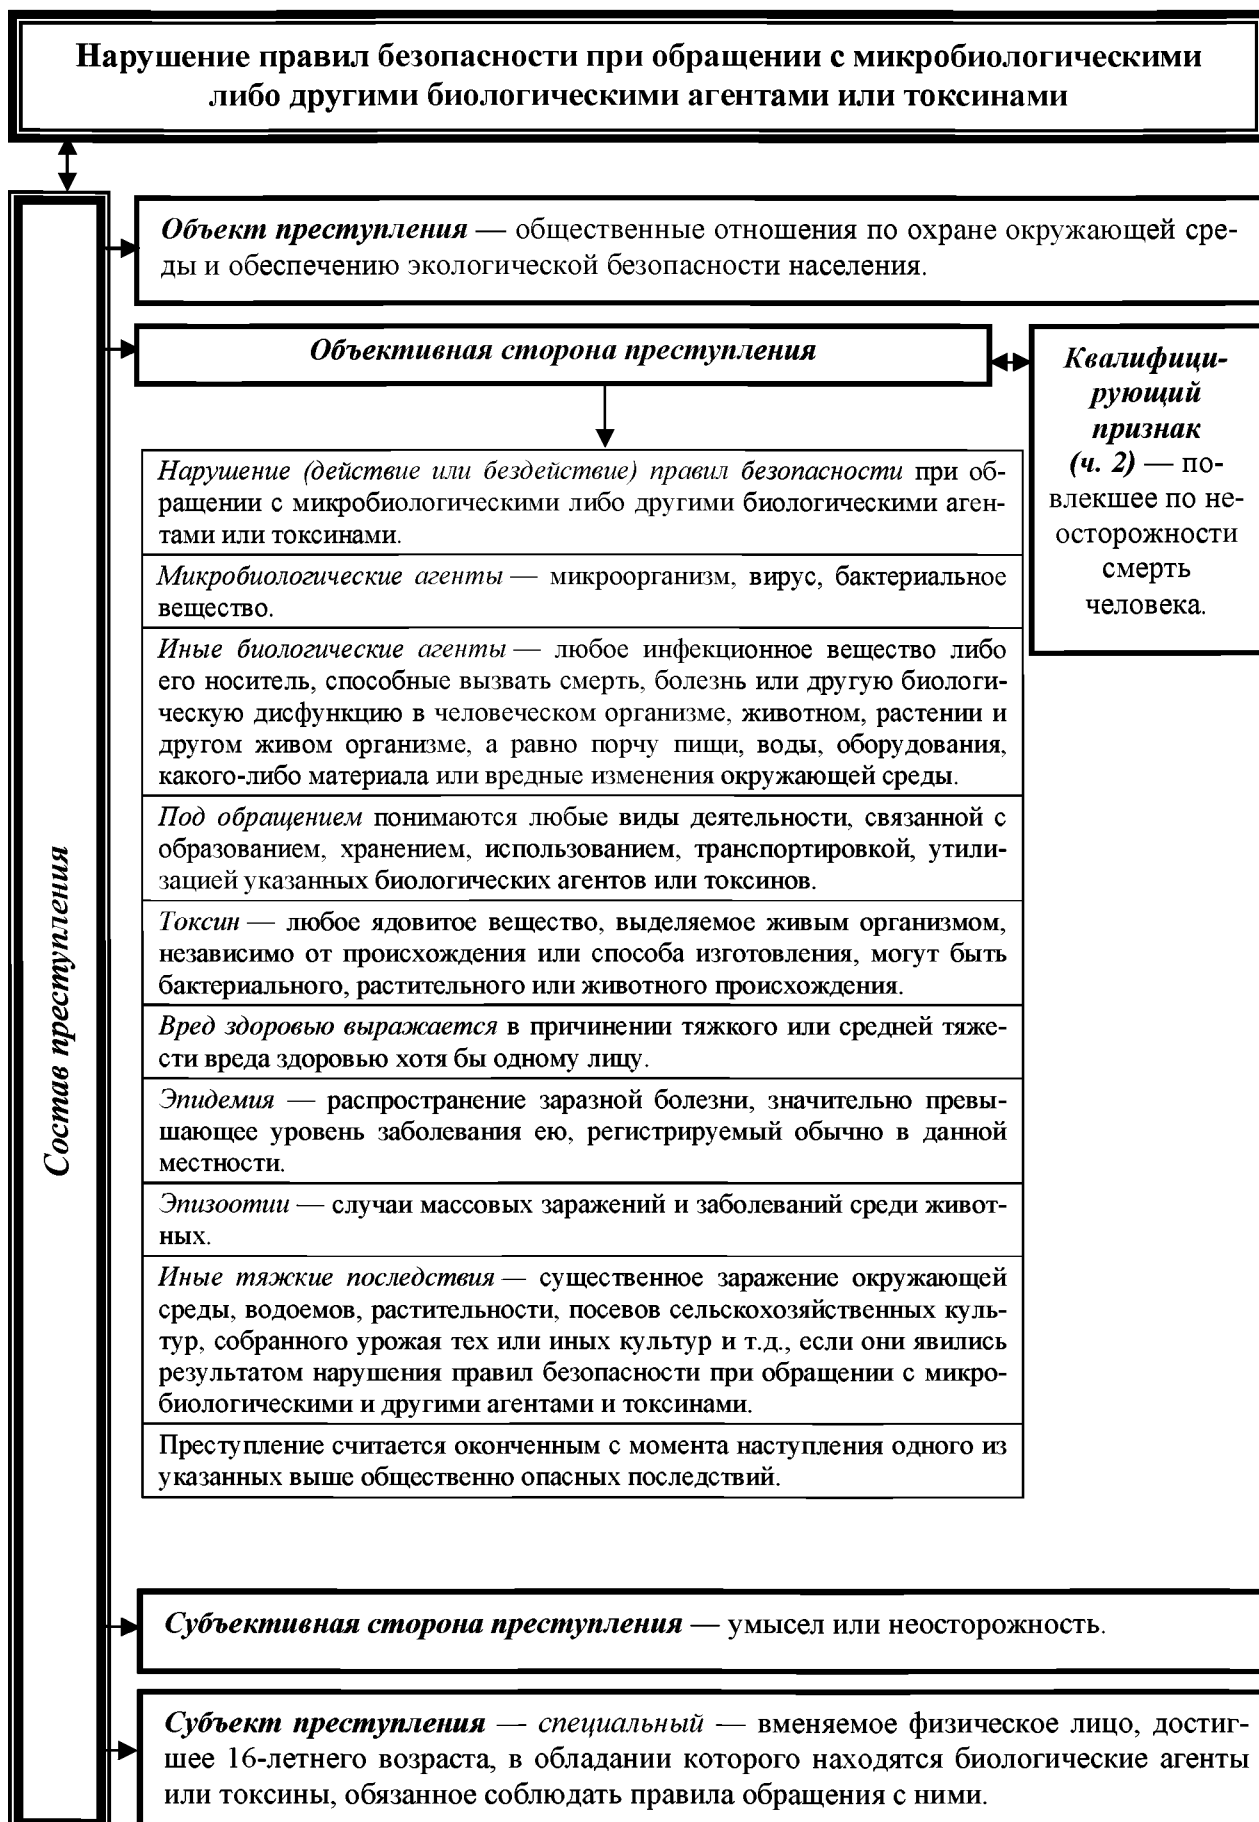 Нарушение правил безопасности при обращении с микробиологическими
либо другими биологическими агентами или токсинами
Состав преступления
Объект преступления — общественные отношения по охране окружающей сре-
ды и обеспечению экологической безопасности населения.
Объективная сторона преступления
Квалифици-
рующий
признак
(ч. 2) — по-
влекшее по не-
осторожности
смерть
человека.
Нарушение (действие или бездействие) правил безопасности при об-
ращении с микробиологическими либо другими биологическими аген-
тами или токсинами.
Микробиологические агенты — микроорганизм, вирус, бактериальное
вещество.
Иные биологические агенты — любое инфекционное вещество либо
его носитель, способные вызвать смерть, болезнь или другую биологи-
ческую дисфункцию в человеческом организме, животном, растении и
другом живом организме, а равно порчу пищи, воды, оборудования,
какого-либо материала или вредные изменения окружающей среды.
Под обращением понимаются любые виды деятельности, связанной с
образованием, хранением, использованием, транспортировкой, утили-
зацией указанных биологических агентов или токсинов.
Токсин — любое ядовитое вещество, выделяемое живым организмом,
независимо от происхождения или способа изготовления, могут быть
бактериального, растительного или животного происхождения.
Вред здоровью выражается в причинении тяжкого или средней тяже-
сти вреда здоровью хотя бы одному лицу.
Эпидемия — распространение заразной болезни, значительно превы-
шающее уровень заболевания ею, регистрируемый обычно в данной
местности.
Эпизоотии — случаи массовых заражений и заболеваний среди живот-
ных.
Иные тяжкие последствия — существенное заражение окружающей
среды, водоемов, растительности, посевов сельскохозяйственных куль-
тур, собранного урожая тех или иных культур и т.д., если они явились
результатом нарушения правил безопасности при обращении с микро-
биологическими и другими агентами и токсинами.
Преступление считается оконченным с момента наступления одного из
указанных выше общественно опасных последствий.
Субъективная сторона преступления — умысел или неосторожность.
Субъект преступления — специальный — вменяемое физическое лицо, достиг-
шее 16-летнего возраста, в обладании которого находятся биологические агенты
или токсины, обязанное соблюдать правила обращения с ними.